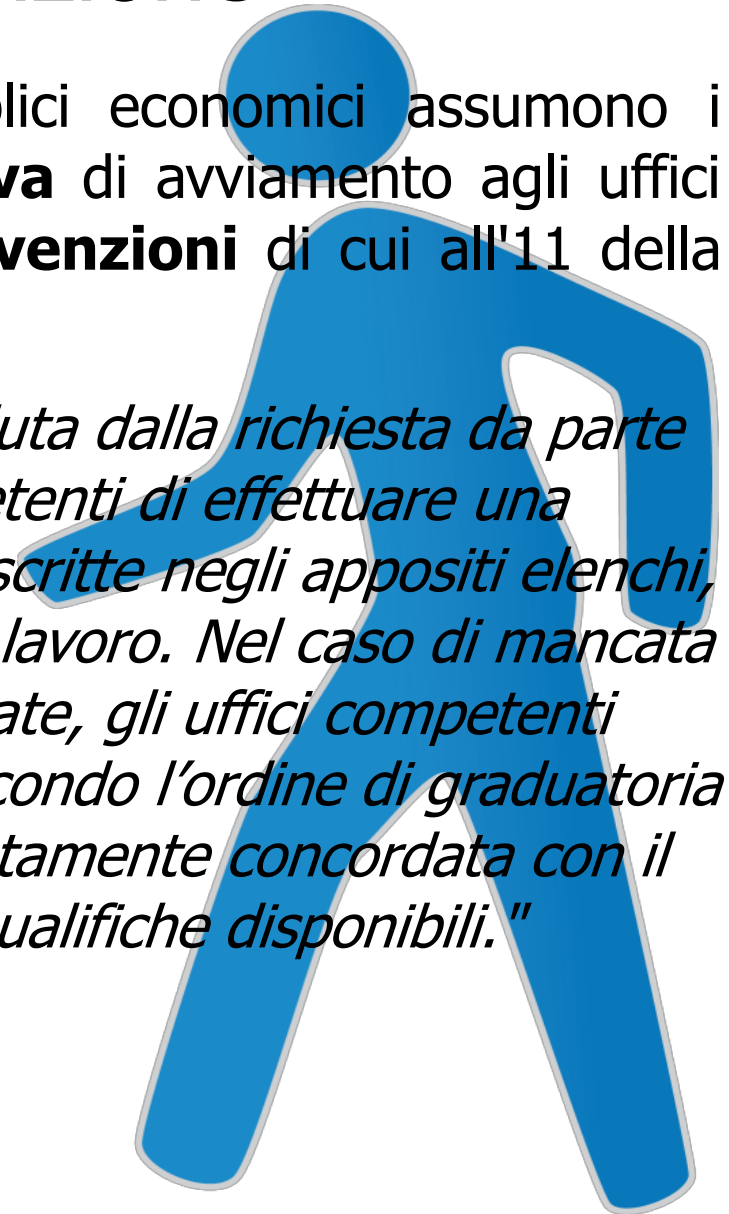 blici economici assumono i
va di avviamento agli uffici
venzioni di cui all'11 della
uta dalla richiesta da parte
etenti di effettuare una
scritte negli appositi elenchi,
lavoro. Nel caso di mancata
ate, gli uffici competenti
condo l’ordine di graduatoria
tamente concordata con il
ualifiche disponibili."